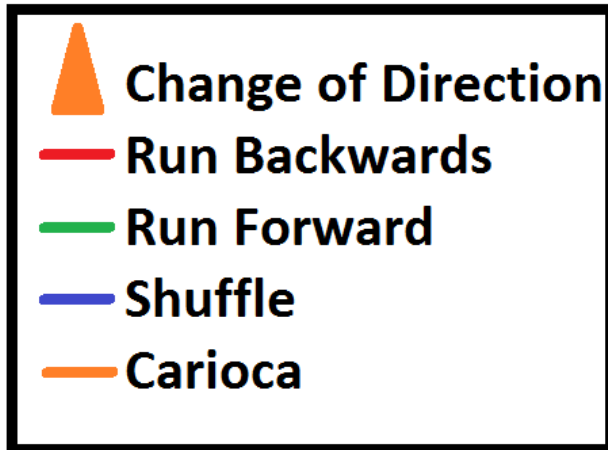 Change of Direction
Run Backwards
Run Forward
Shuffle
Carioca